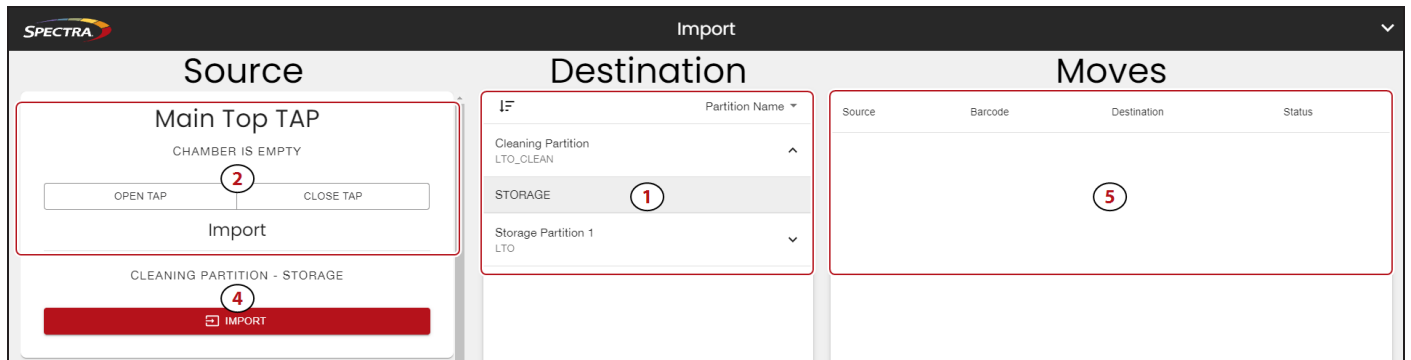 SPECTRA
Import
Source
Destination
Moves
Main Top TAP
CHAMBER IS EMPTY
2
OPEN TAP
CLOSE TAP
Import
CLEANING PARTITION - STORAGE
4
IMPORT
Partition Name
Cleaning Partition
LTO_CLEAN
STORAGE
1
Storage Partition 1
LTO
Source Barcode Destination Status
5